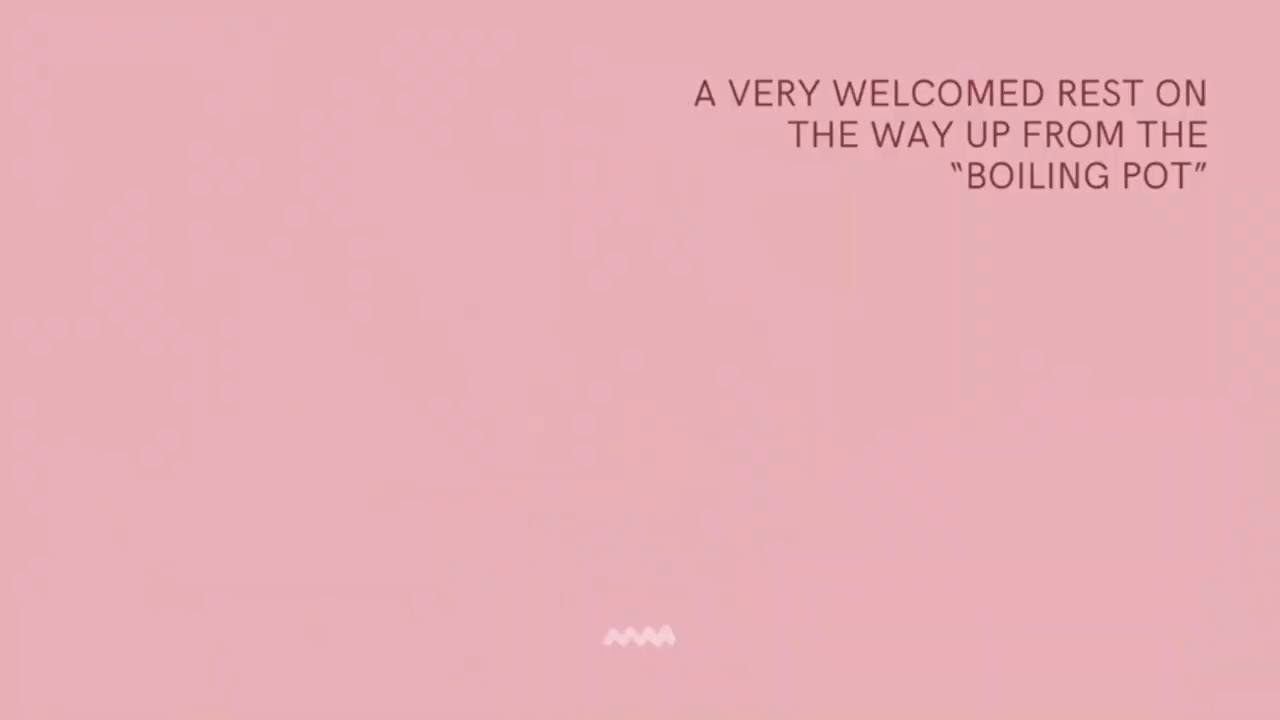 A VERY WELCOMED REST ON
THE WAY UP FROM THE
“BOILING POT”